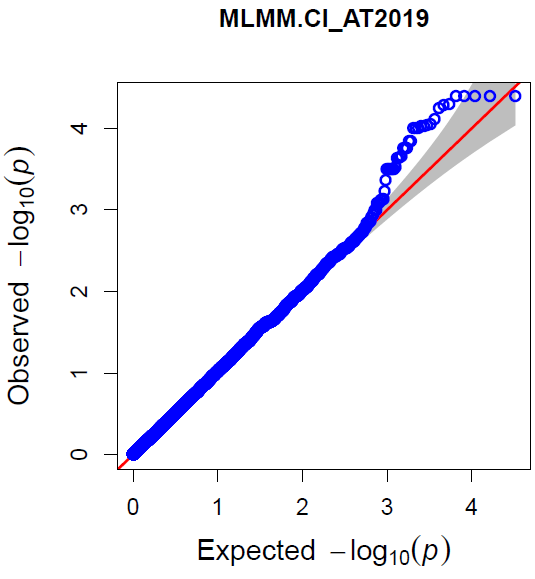 MLMM.CI_AT2019
Observed −log10(p)
4
3
2
1
0
0 1 2 3 4
Expected −log10(p)